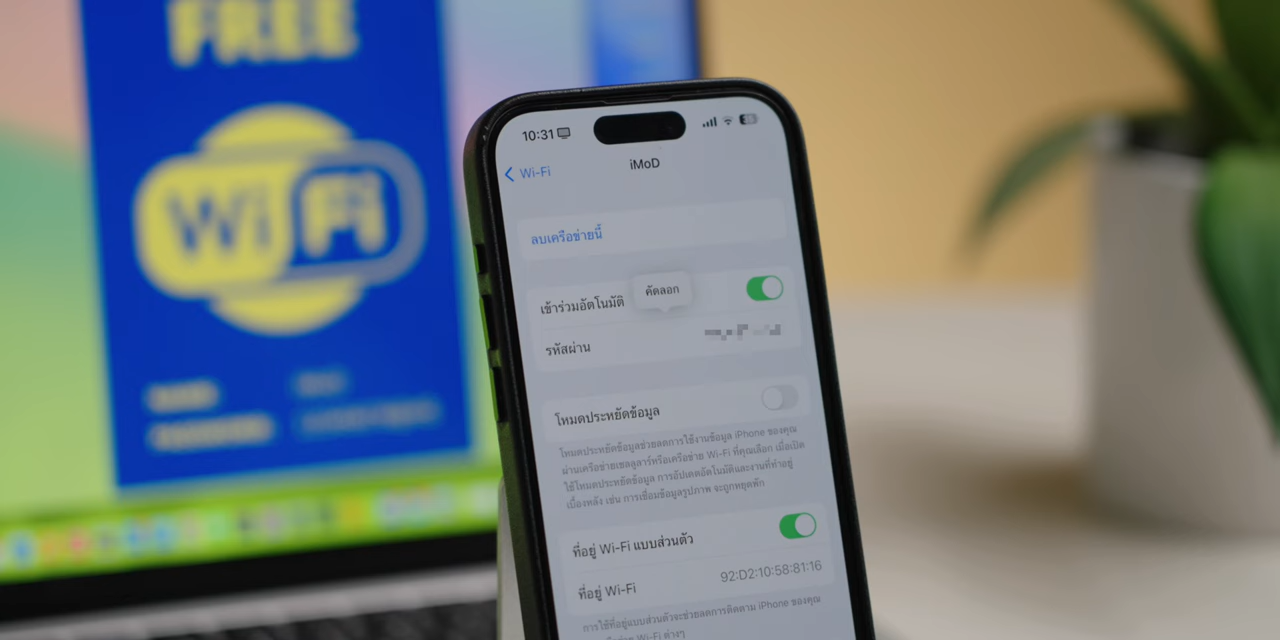 FREE
Wi Fi
10:31
Wi-Fi
iMoD
ลบเครือข่ายนี้
เข้าร่วมอัตโนมัติ
คัดลอก
รหัสผ่าน
โหมดประหยัดข้อมูล
โหมดประหยัดข้อมูลช่วยลดการใช้งานข้อมูล iPhone ของคุณ
ผ่านเครือข่ายเซลลูลาร์หรือเครือข่าย Wi-Fi ที่คุณเลือก เมื่อเปิด
ใช้โหมดประหยัดข้อมูล การอัปเดตอัตโนมัติและงานที่ทำอยู่
เบื้องหลัง เช่น การเชื่อมข้อมูลรูปภาพ จะถูกหยุดพัก
ที่อยู่ Wi-Fi แบบส่วนตัว
ที่อยู่ Wi-Fi 92:D2:10:58:81:16
การใช้ที่อยู่แบบส่วนตัวจะช่วยลดการติดตาม iPhone ของคุณ
Wi-Fi ต่างๆ